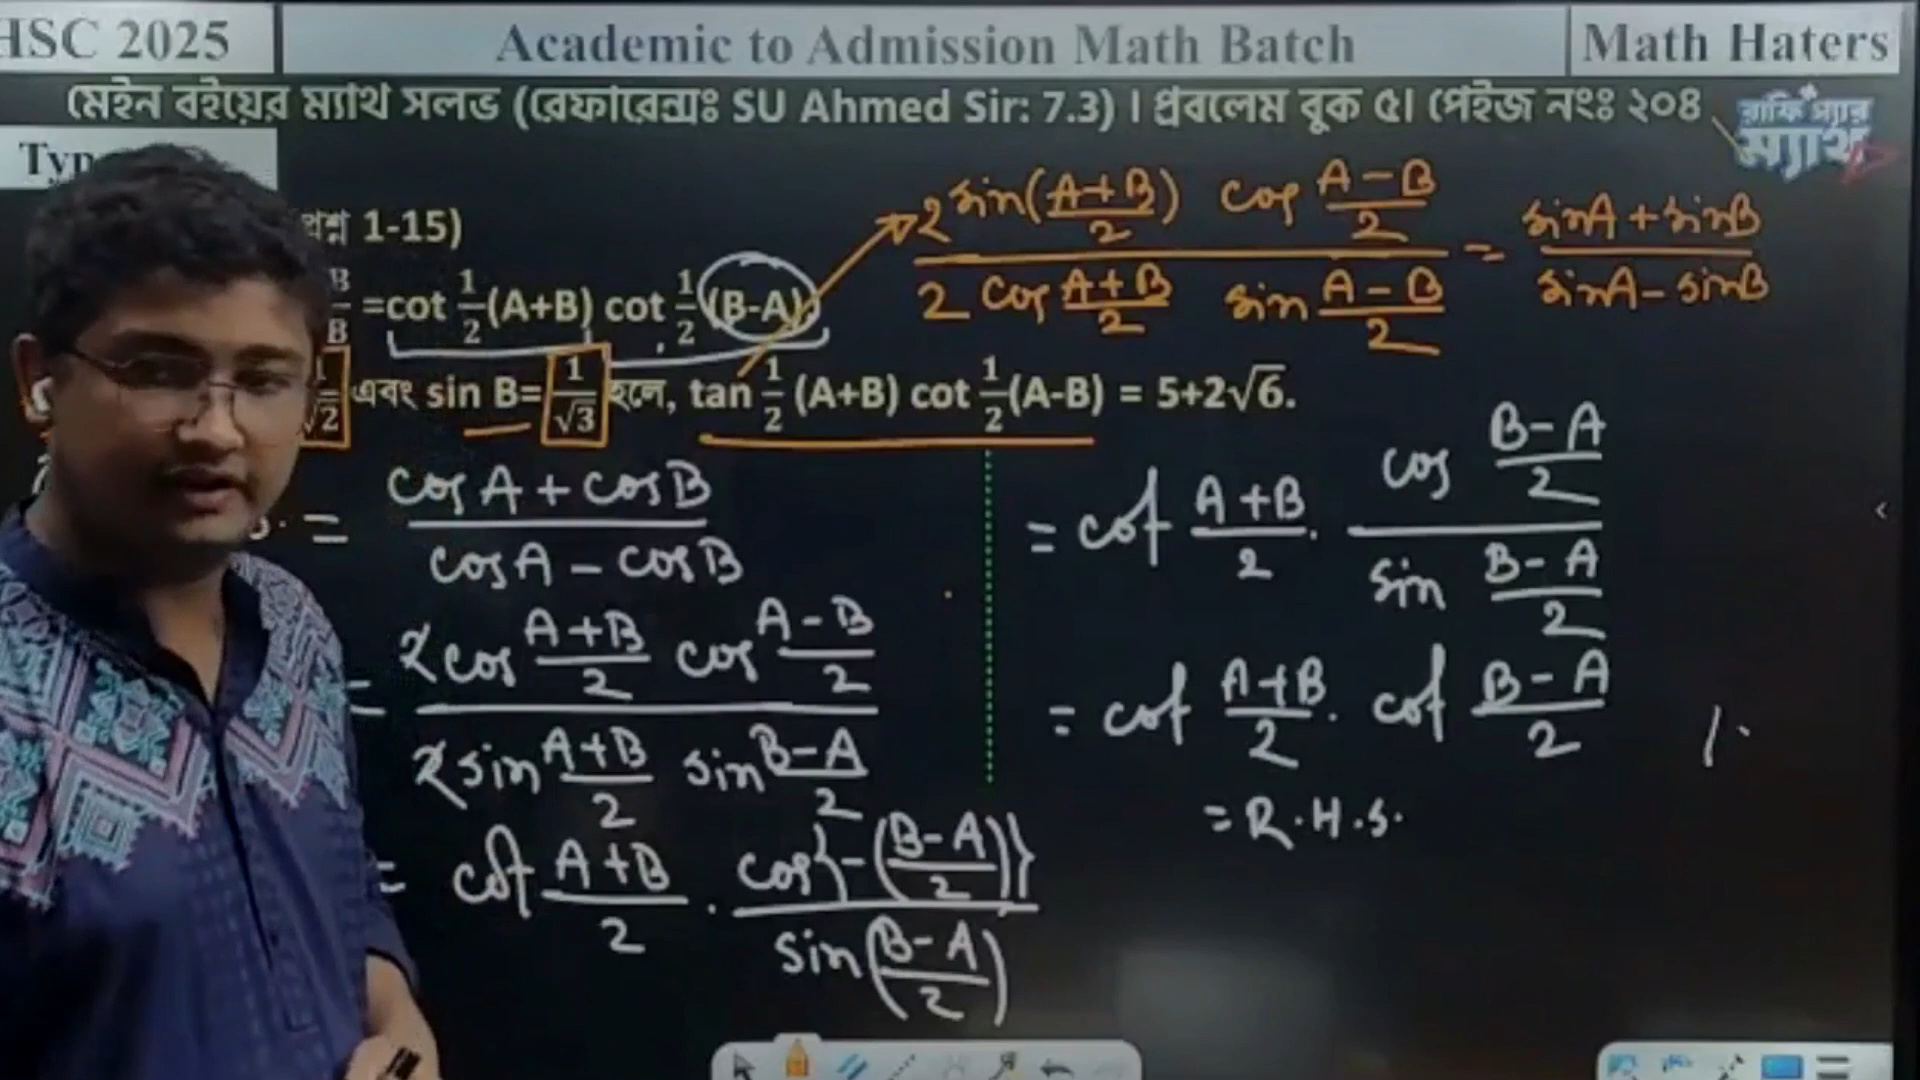 HSC 2025
Academic to Admission Math Batch
Math Haters
মেইন বইয়ের ম্যাথ সলভ (রেফারেন্সঃ SU Ahmed Sir: 7.3) । প্রবলেম বুক ৫। পেইজ নংঃ ২০৪
রাফি স্যার
ম্যাথ
1-15)
=cot 1/2 (A+B) cot 1/2 (B-A)
√2 এবং sin B= 1/√3 হলে, tan 1/2 (A+B) cot 1/2 (A-B) = 5+2√6.
2 sin(A+B/2) cos A-B/2 / 2 cos A+B/2 sin A-B/2 = sinA + sinB / sinA - sinB
= cosA + cosB / cosA - cosB
= 2cos A+B/2 cos A-B/2 / 2sin A+B/2 sin B-A/2
= cot A+B/2 . cos{-(B-A/2)} / sin(B-A/2)
= cot A+B/2 . cos B-A/2 / sin B-A/2
= cot A+B/2 . cot B-A/2
= R.H.S.